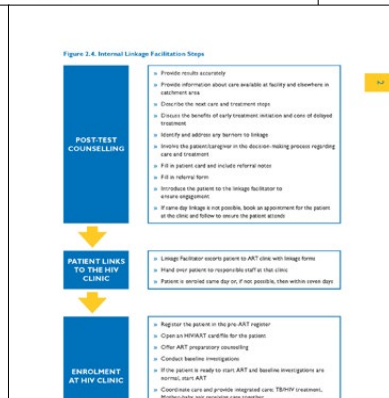 Figure 2.4. Internal Linkage Facilitation Steps
2
POST-TEST
COUNSELLING
» Provide results accurately
» Provide information about care available at facility and elsewhere in
catchment area
» Describe the next care and treatment steps
» Discuss the benefits of early treatment initiation and cons of delayed
treatment
» Identify and address any barriers to linkage
» Involve the patient/caregiver in the decision-making process regarding
care and treatment
» Fill in patient card and include referral notes
» Fill in referral form
» Introduce the patient to the linkage facilitator to
ensure engagement
» If same-day linkage is not possible, book an appointment for the patient
at the clinic and follow to ensure the patient attends
PATIENT LINKS
TO THE HIV
CLINIC
» Linkage Facilitator escorts patient to ART clinic with linkage forms
» Hand over patient to responsible staff at that clinic
» Patient is enrolled same day or, if not possible, then within seven days
ENROLMENT
AT HIV CLINIC
» Register the patient in the pre-ART register
» Open an HIV/ART card/file for the patient
» Offer ART preparatory counselling
» Conduct baseline investigations
» If the patient is ready to start ART and baseline investigations are
normal, start ART
» Coordinate care and provide integrated care: TB/HIV treatment,